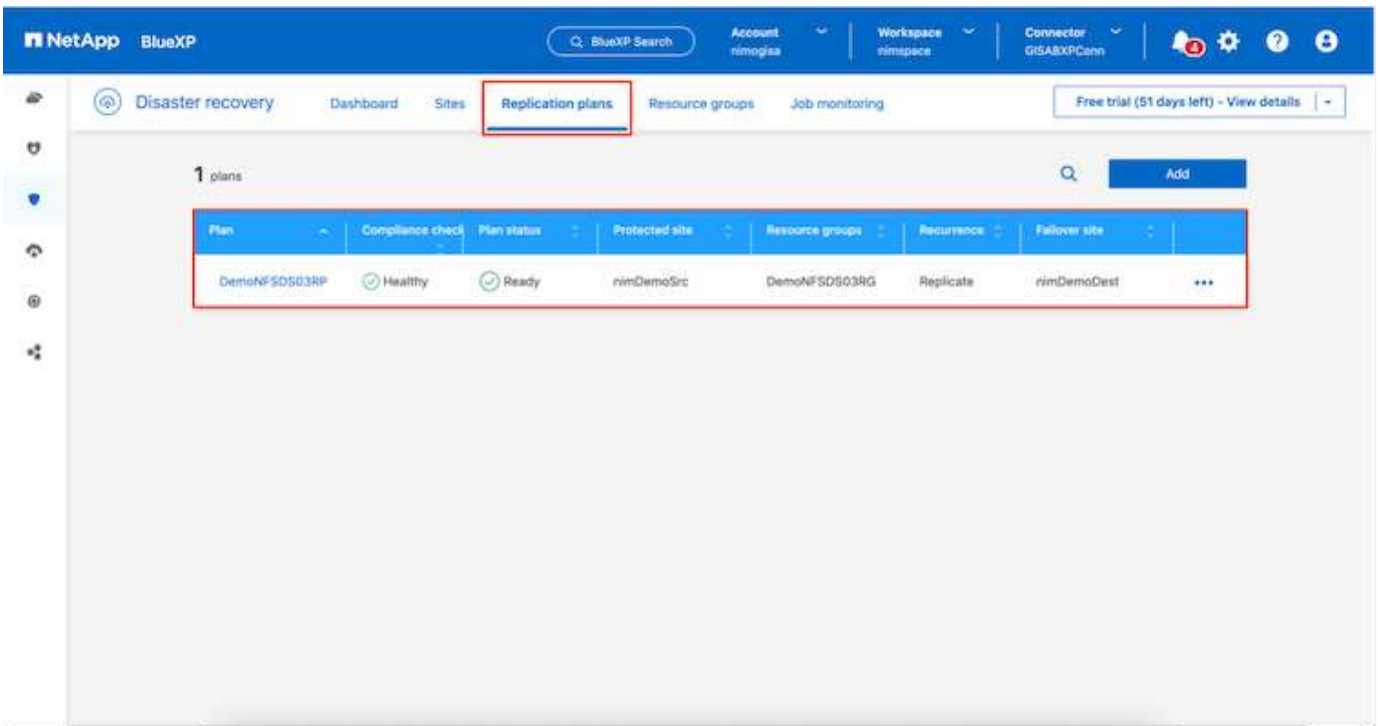 NetApp BlueXP BlueXP Search Account Workspace Connector
nimogisa nimspace GISABXPConn 4
Disaster recovery Dashboard Sites Replication plans Resource groups Job monitoring Free trial (51 days left) - View details
1 plans Add
Plan Compliance check Plan status Protected site Resource groups Recurrence Failover site
DemoNFSDS03RP Healthy Ready nimDemoSrc DemoNFSDS03RG Replicate nimDemoDest